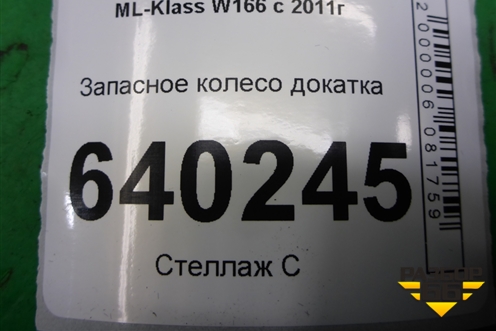 ML-Klass W166 с 2011г
Запасное колесо докатка
640245
Стеллаж С
2000006081759